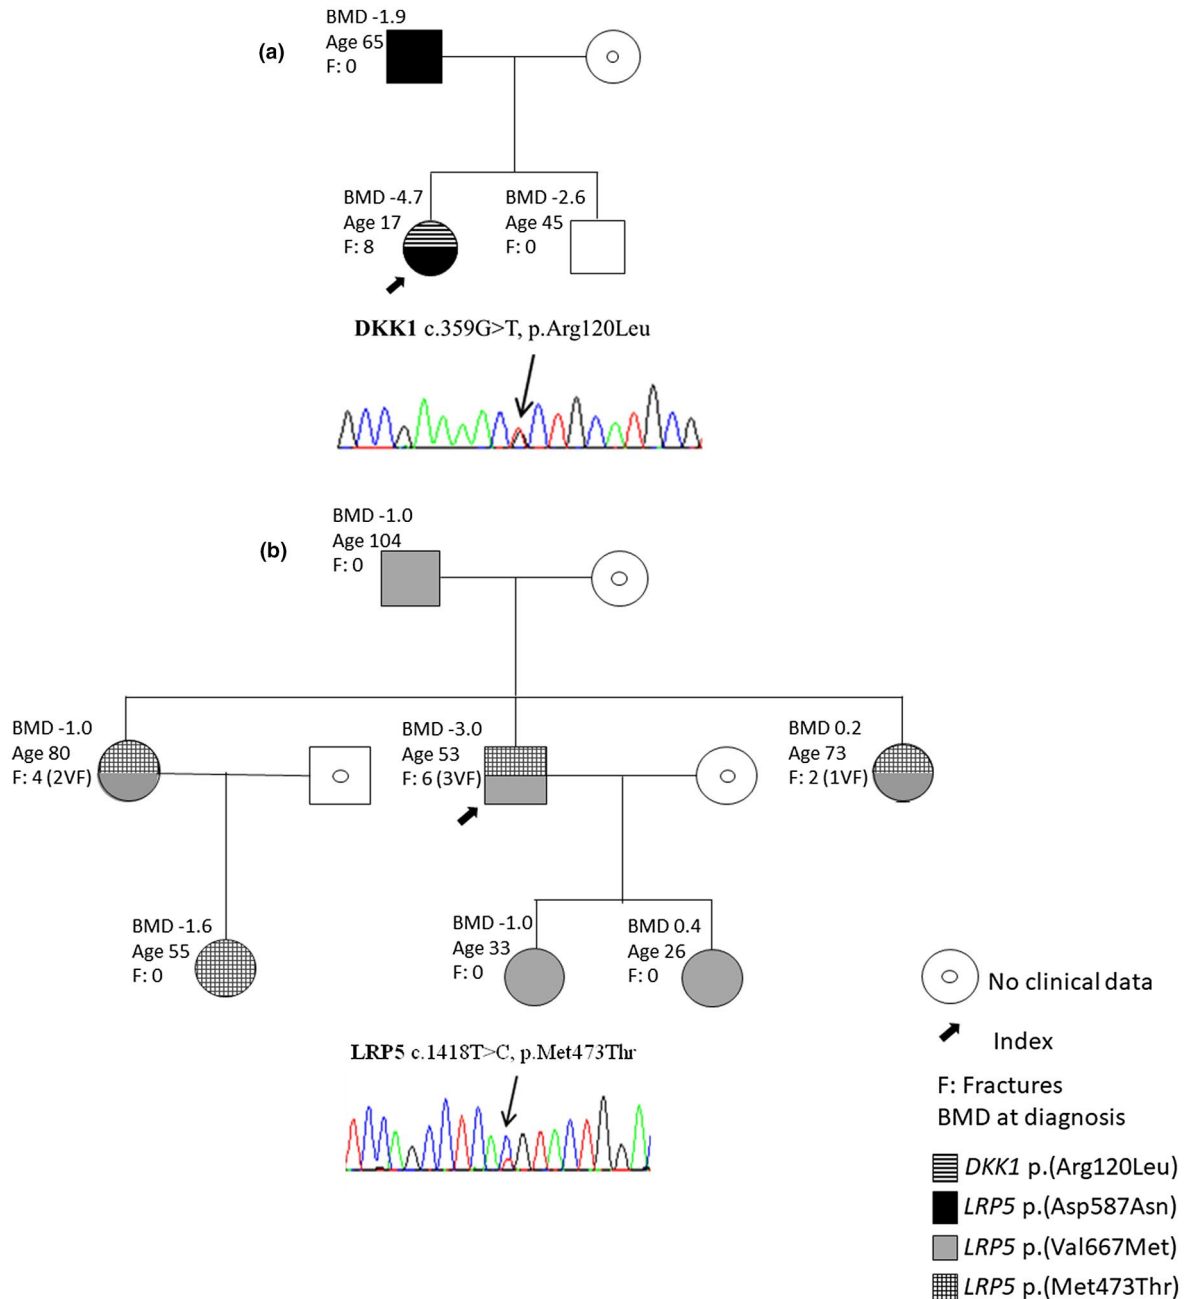 (a)
BMD -1.9
Age 65
F: 0
BMD -4.7
Age 17
F: 8
BMD -2.6
Age 45
F: 0
DKK1 c.359G>T, p.Arg120Leu
(b)
BMD -1.0
Age 104
F: 0
BMD -1.0
Age 80
F: 4 (2VF)
BMD -3.0
Age 53
F: 6 (3VF)
BMD 0.2
Age 73
F: 2 (1VF)
BMD -1.6
Age 55
F: 0
BMD -1.0
Age 33
F: 0
BMD 0.4
Age 26
F: 0
LRP5 c.1418T>C, p.Met473Thr
No clinical data
Index
F: Fractures
BMD at diagnosis
DKK1 p.(Arg120Leu)
LRP5 p.(Asp587Asn)
LRP5 p.(Val667Met)
LRP5 p.(Met473Thr)